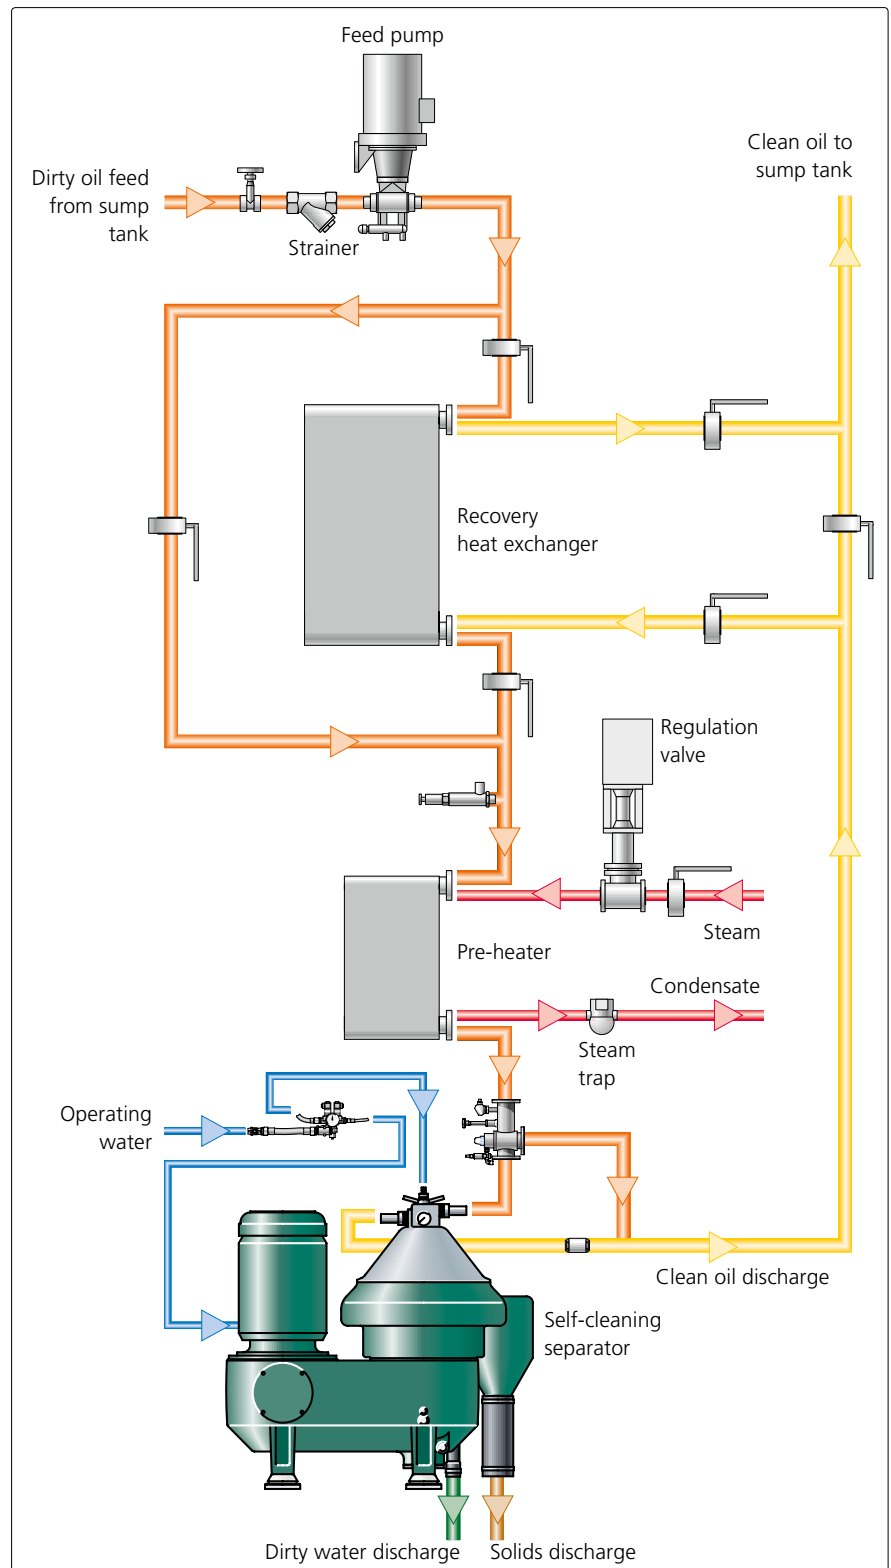 Feed pump
Clean oil to
sump tank
Dirty oil feed
from sump
tank
Strainer
Recovery
heat exchanger
Regulation
valve
Steam
Pre-heater
Condensate
Steam
trap
Operating
water
Clean oil discharge
Self-cleaning
separator
Dirty water discharge
Solids discharge